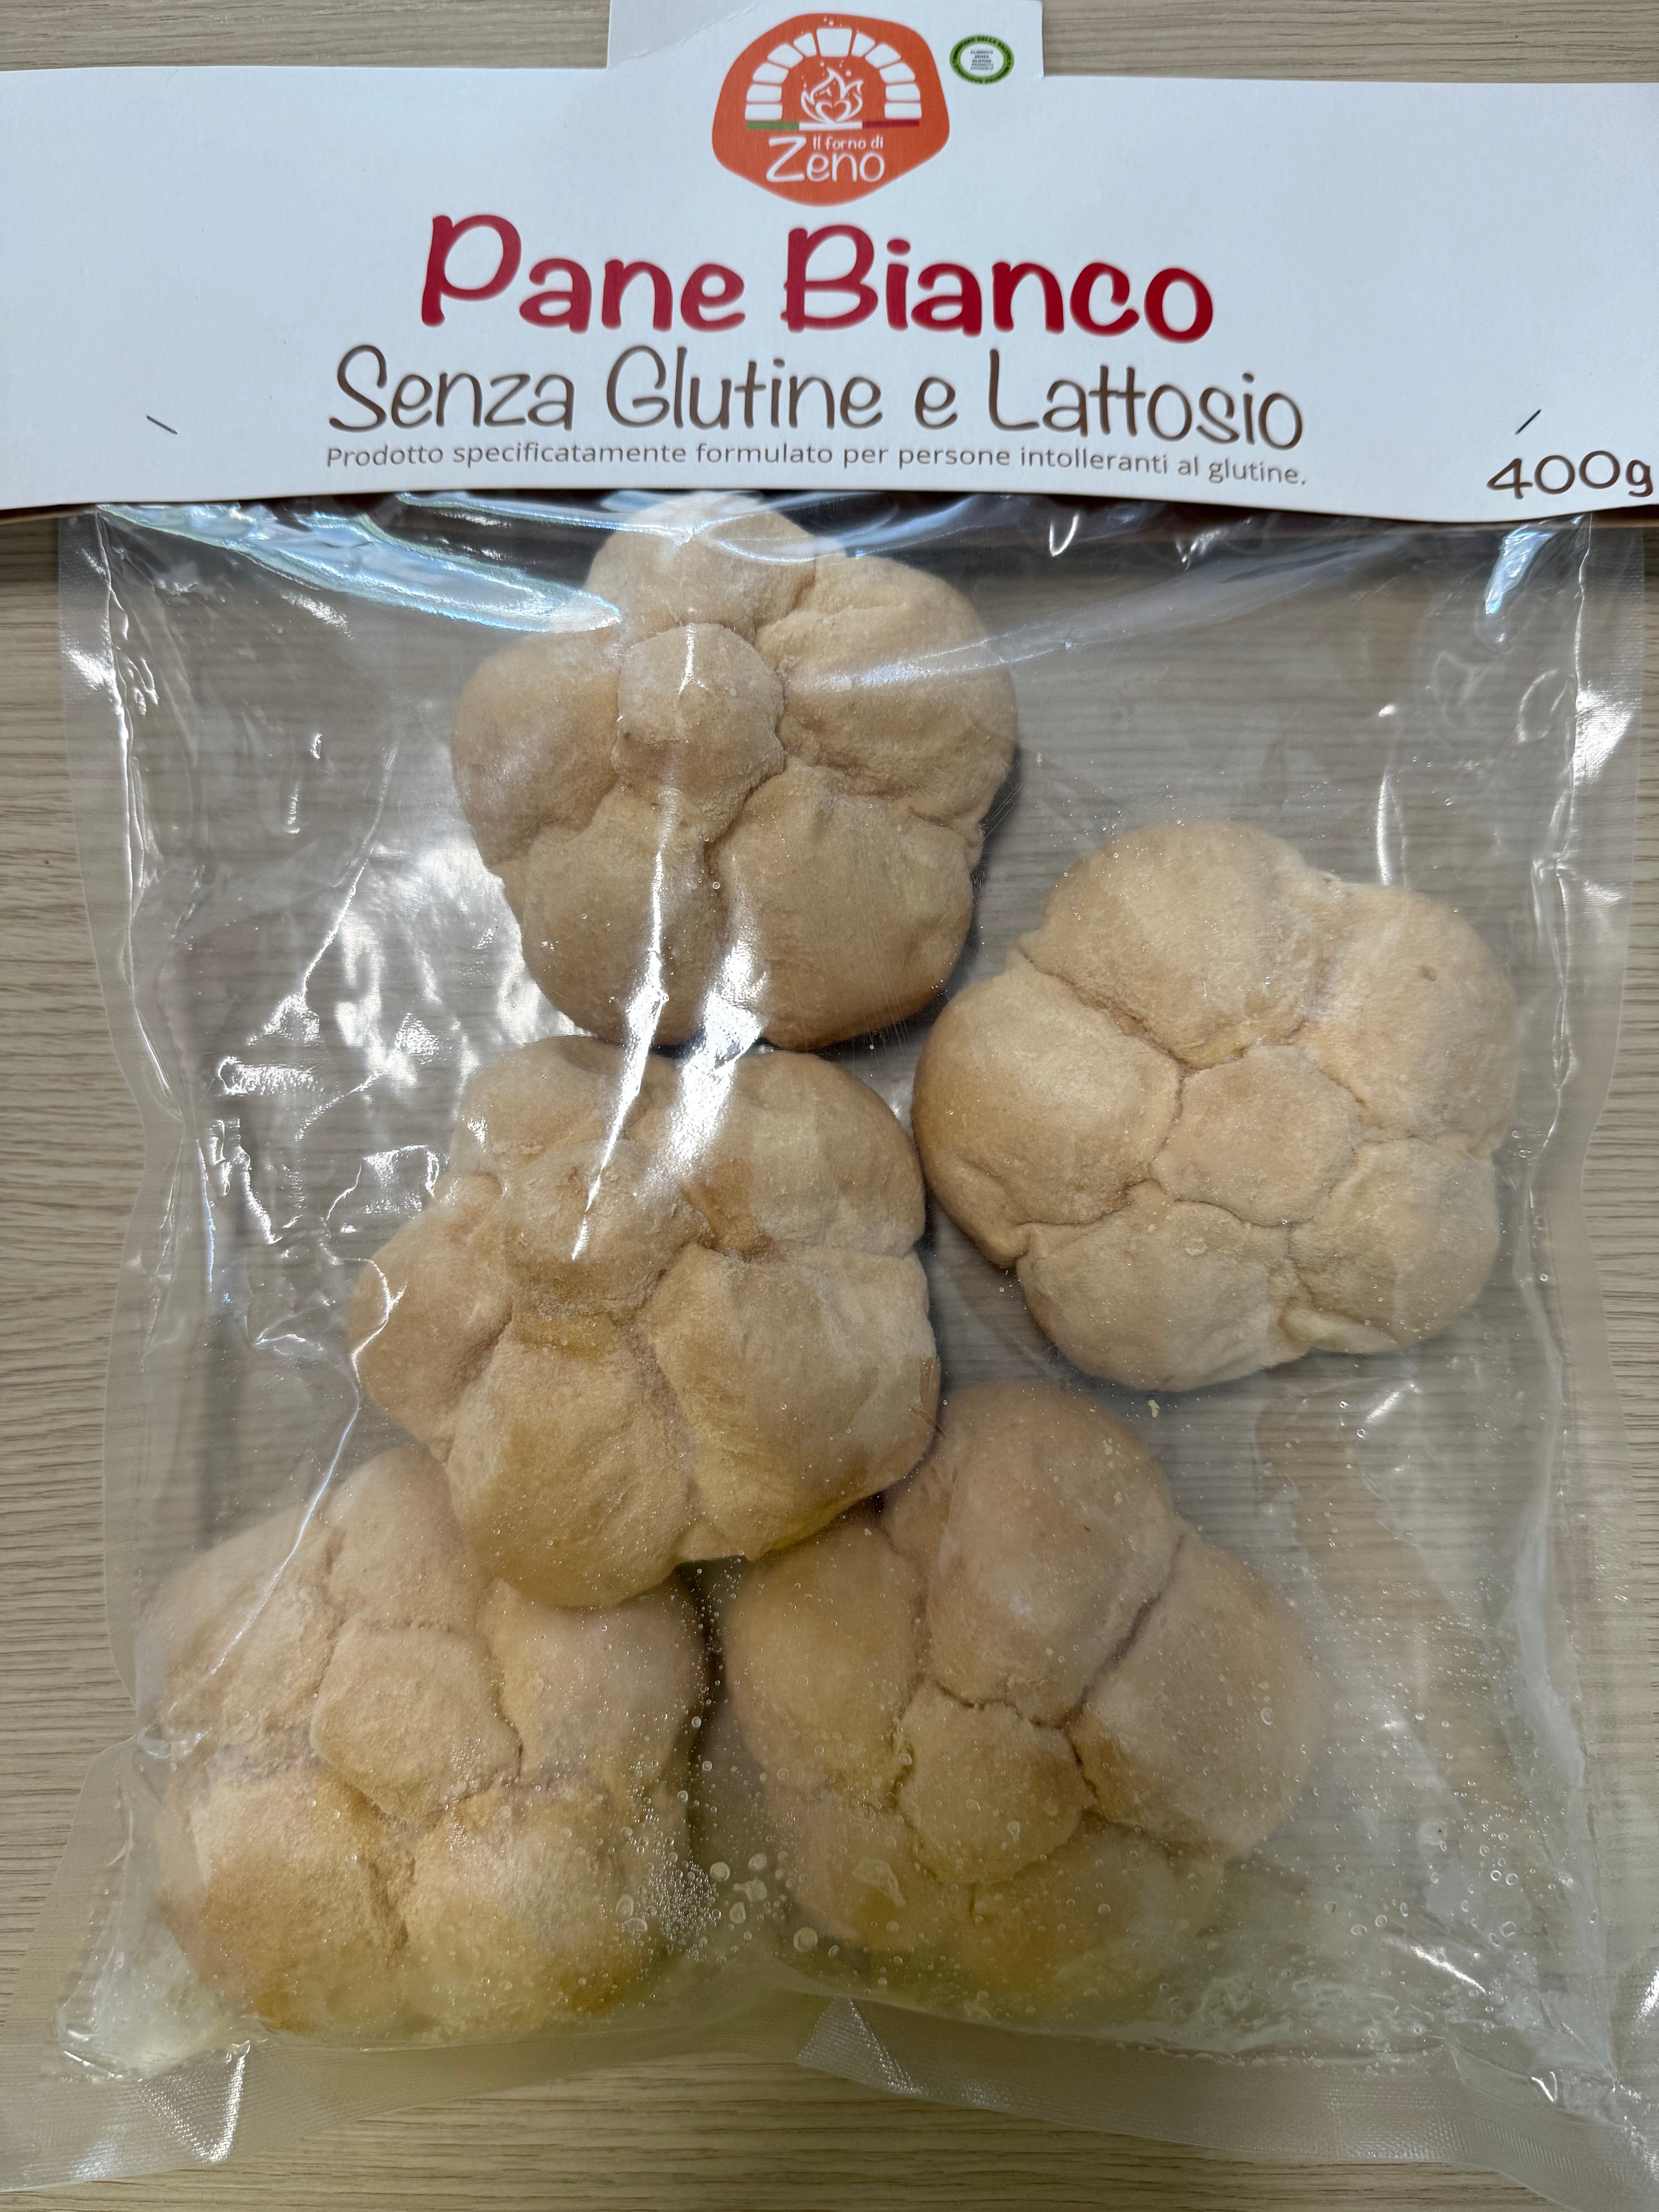 Il forno di
Zeno
Pane Bianco
Senza Glutine e Lattosio
Prodotto specificatamente formulato per persone intolleranti al glutine.
400g